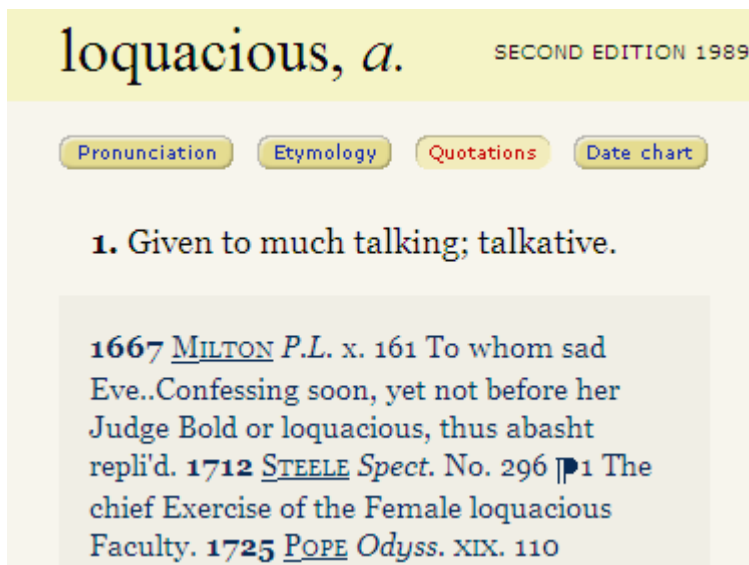 loquacious, a. SECOND EDITION 1989
Pronunciation Etymology Quotations Date chart
1. Given to much talking; talkative.
1667 MILTON P.L. x. 161 To whom sad
Eve..Confessing soon, yet not before her
Judge Bold or loquacious, thus abasht
repli'd. 1712 STEELE Spect. No. 296 ⁋1 The
chief Exercise of the Female loquacious
Faculty. 1725 POPE Odyss. XIX. 110